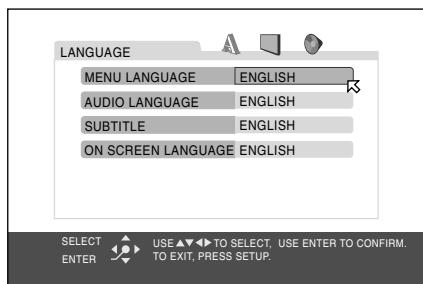 LANGUAGE
MENU LANGUAGE ENGLISH
AUDIO LANGUAGE ENGLISH
SUBTITLE ENGLISH
ON SCREEN LANGUAGE ENGLISH
SELECT
ENTER
USE ▲▼◀▶ TO SELECT, USE ENTER TO CONFIRM.
TO EXIT, PRESS SETUP.